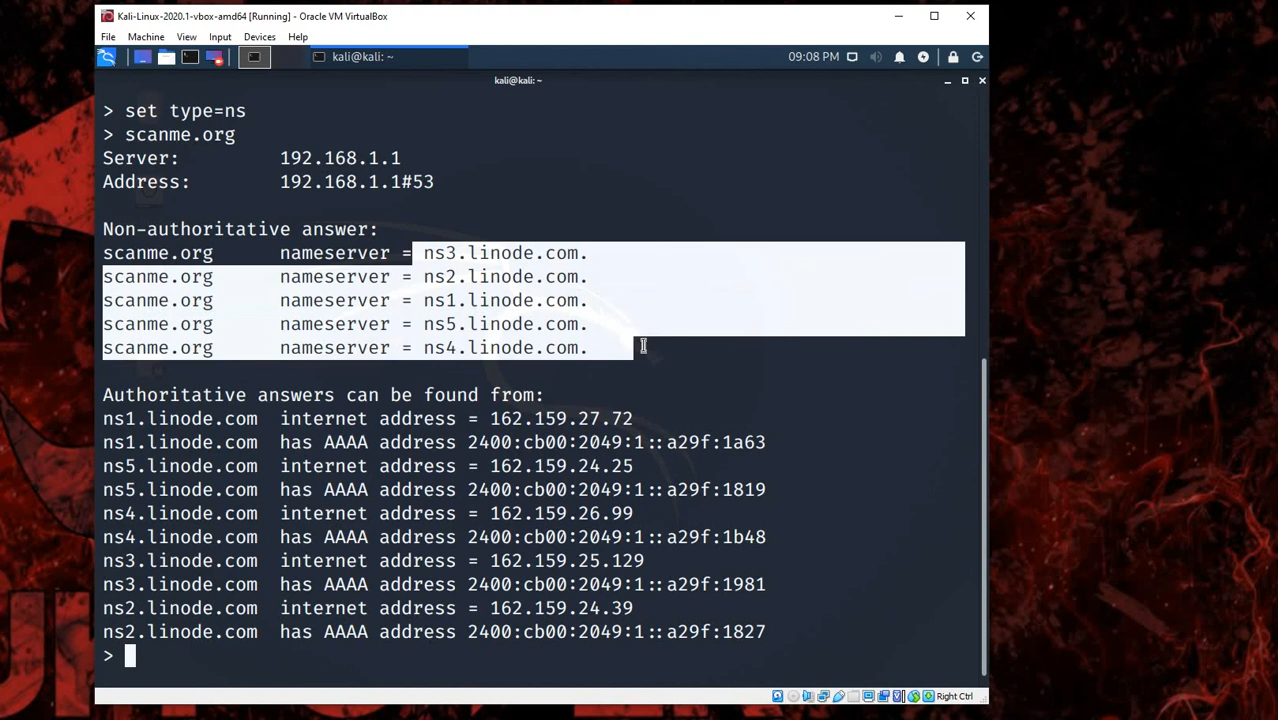 Kali-Linux-2020.1-vbox-amd64 [Running] - Oracle VM VirtualBox
File Machine View Input Devices Help
kali@kali: ~ 09:08 PM
kali@kali: ~
> set type=ns
> scanme.org
Server: 192.168.1.1
Address: 192.168.1.1#53
Non-authoritative answer:
scanme.org nameserver = ns3.linode.com.
scanme.org nameserver = ns2.linode.com.
scanme.org nameserver = ns1.linode.com.
scanme.org nameserver = ns5.linode.com.
scanme.org nameserver = ns4.linode.com.
Authoritative answers can be found from:
ns1.linode.com internet address = 162.159.27.72
ns1.linode.com has AAAA address 2400:cb00:2049:1::a29f:1a63
ns5.linode.com internet address = 162.159.24.25
ns5.linode.com has AAAA address 2400:cb00:2049:1::a29f:1819
ns4.linode.com internet address = 162.159.26.99
ns4.linode.com has AAAA address 2400:cb00:2049:1::a29f:1b48
ns3.linode.com internet address = 162.159.25.129
ns3.linode.com has AAAA address 2400:cb00:2049:1::a29f:1981
ns2.linode.com internet address = 162.159.24.39
ns2.linode.com has AAAA address 2400:cb00:2049:1::a29f:1827
>
Right Ctrl